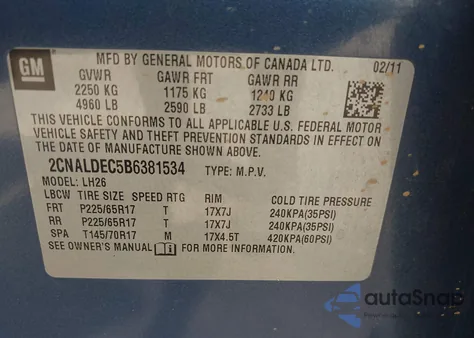 GM
MFD BY GENERAL MOTORS OF CANADA LTD.
GVWR GAWR FRT GAWR RR 02/11
2250 KG 1175 KG 1240 KG
4960 LB 2590 LB 2733 LB
THIS VEHICLE CONFORMS TO ALL APPLICABLE U.S. FEDERAL MOTOR
VEHICLE SAFETY AND THEFT PREVENTION STANDARDS IN EFFECT ON
THE DATE OF MANUFACTURE SHOWN ABOVE.
2CNALDEC5B6381534 TYPE: M.P.V.
MODEL: LH26
LBCW TIRE SIZE SPEED RTG RIM COLD TIRE PRESSURE
FRT P225/65R17 T 17X7J 240KPA(35PSI)
RR P225/65R17 T 17X7J 240KPA(35PSI)
SPA T145/70R17 M 17X4.5T 420KPA(60PSI)
SEE OWNER'S MANUAL FOR MORE INFORMATION.
autoSnap